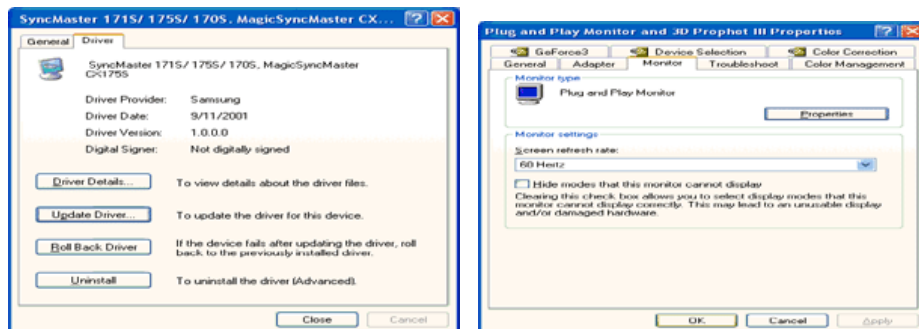 SyncMaster 171S/ 175S/ 170S, MagicSyncMaster CX...
General
Driver
SyncMaster 171S/ 175S/ 170S, MagicSyncMaster
CX175S
Driver Provider: Samsung
Driver Date: 9/11/2001
Driver Version: 1.0.0.0
Digital Signer: Not digitally signed
Driver Details... To view details about the driver files.
Update Driver... To update the driver for this device.
Roll Back Driver If the device fails after updating the driver, roll
back to the previously installed driver.
Uninstall To uninstall the driver (Advanced).
Close Cancel
Plug and Play Monitor and 3D Prophet III Properties
GeForce3 Device Selection Color Correction
General Adapter Monitor Troubleshoot Color Management
Monitor type
Plug and Play Monitor
Properties
Monitor settings
Screen refresh rate:
60 Hertz
Hide modes that this monitor cannot display
Clearing this check box allows you to select display modes that this
monitor cannot display correctly. This may lead to an unusable display
and/or damaged hardware.
OK Cancel Apply